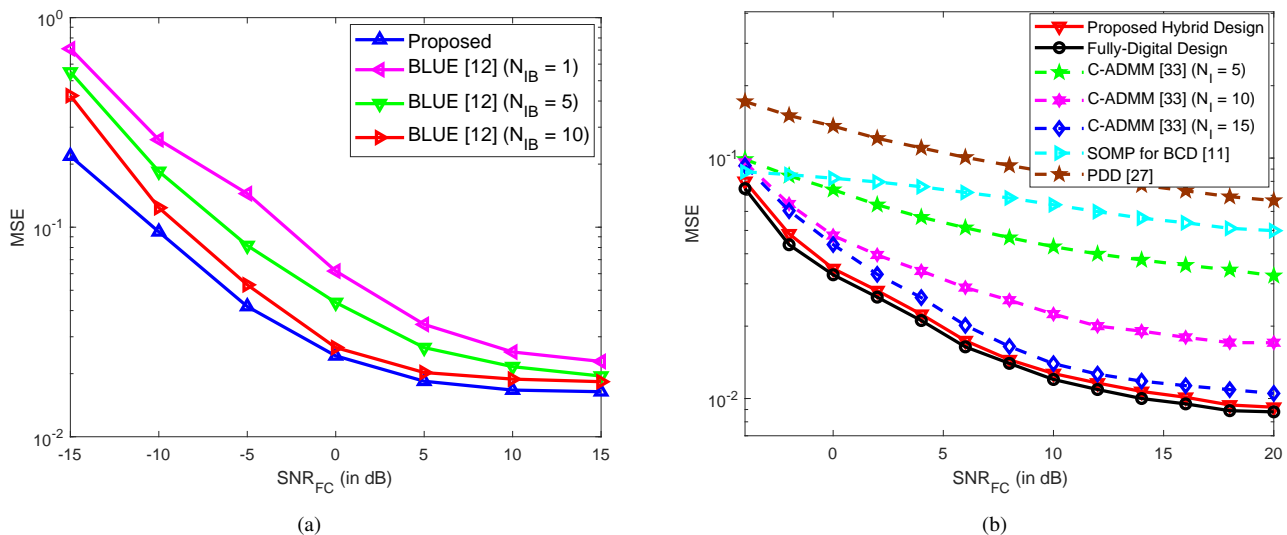 10^0
10^-1
10^-2
MSE
-15 -10 -5 0 5 10 15
SNR_FC (in dB)
Proposed
BLUE [12] (N_IB = 1)
BLUE [12] (N_IB = 5)
BLUE [12] (N_IB = 10)
(a)
10^-1
10^-2
MSE
0 5 10 15 20
SNR_FC (in dB)
Proposed Hybrid Design
Fully-Digital Design
C-ADMM [33] (N_I = 5)
C-ADMM [33] (N_I = 10)
C-ADMM [33] (N_I = 15)
SOMP for BCD [11]
PDD [27]
(b)